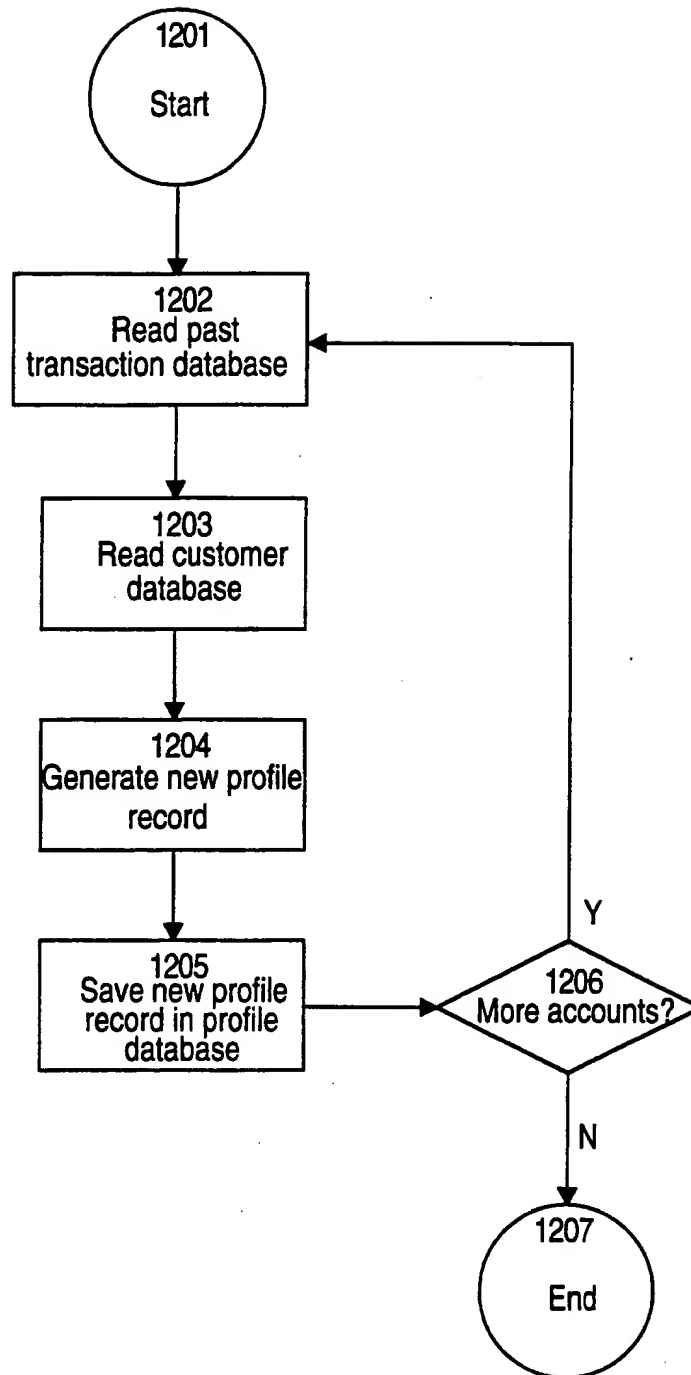 1201
Start
1202
Read past
transaction database
1203
Read customer
database
1204
Generate new profile
record
1205
Save new profile
record in profile
database
Y
1206
More accounts?
N
1207
End